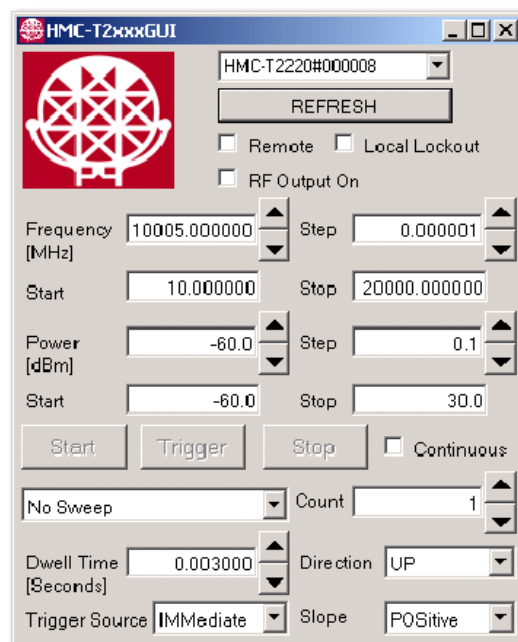 HMC-T2xxxGUI
HMC-T2220#000008
REFRESH
Remote Local Lockout
RF Output On
Frequency [MHz] 10005.000000 Step 0.000001
Start 10.000000 Stop 20000.000000
Power [dBm] -60.0 Step 0.1
Start -60.0 Stop 30.0
Start Trigger Stop Continuous
No Sweep Count 1
Dwell Time [Seconds] 0.003000 Direction UP
Trigger Source IMMediate Slope POSitive